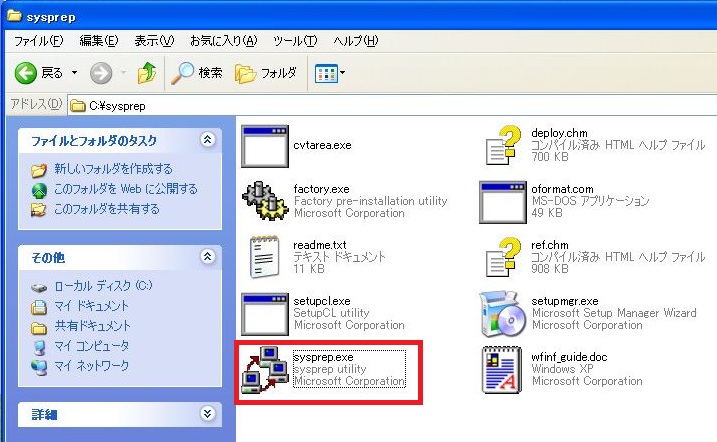 sysprep
ファイル(F) 編集(E) 表示(V) お気に入り(A) ツール(T) ヘルプ(H)
戻る 検索 フォルダ
アドレス(D) C:¥sysprep
ファイルとフォルダのタスク
新しいフォルダを作成する
このフォルダを Web に公開する
このフォルダを共有する
その他
ローカル ディスク (C:)
マイ ドキュメント
共有ドキュメント
マイ コンピュータ
マイ ネットワーク
詳細
cvtarea.exe
deploy.chm
コンパイル済み HTML ヘルプ ファイル
700 KB
factory.exe
Factory pre-installation utility
Microsoft Corporation
oformat.com
MS-DOS アプリケーション
49 KB
readme.txt
テキスト ドキュメント
11 KB
ref.chm
コンパイル済み HTML ヘルプ ファイル
908 KB
setupcl.exe
SetupCL utility
Microsoft Corporation
setupmgr.exe
Microsoft Setup Manager Wizard
Microsoft Corporation
sysprep.exe
sysprep utility
Microsoft Corporation
wfinf_guide.doc
Windows XP
Microsoft Corporation